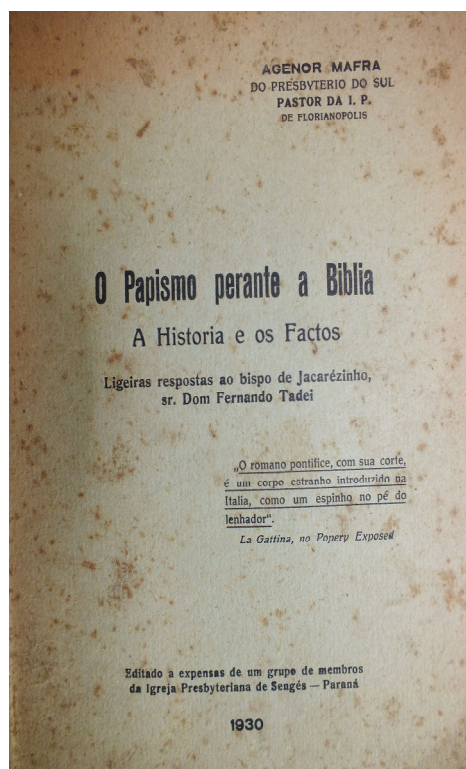 AGENOR MAFRA
DO PRESBYTERIO DO SUL
PASTOR DA I. P.
DE FLORIANOPOLIS
O Papismo perante a Biblia
A Historia e os Factos
Ligeiras respostas ao bispo de Jacarézinho,
sr. Dom Fernando Tadei
„O romano pontifice, com sua corte,
é um corpo estranho introduzido na
Italia, como um espinho no pé do
lenhador“.
La Gattina, no Popery Exposed
Editado a expensas de um grupo de membros
da Igreja Presbyteriana de Sengés — Paraná
1930